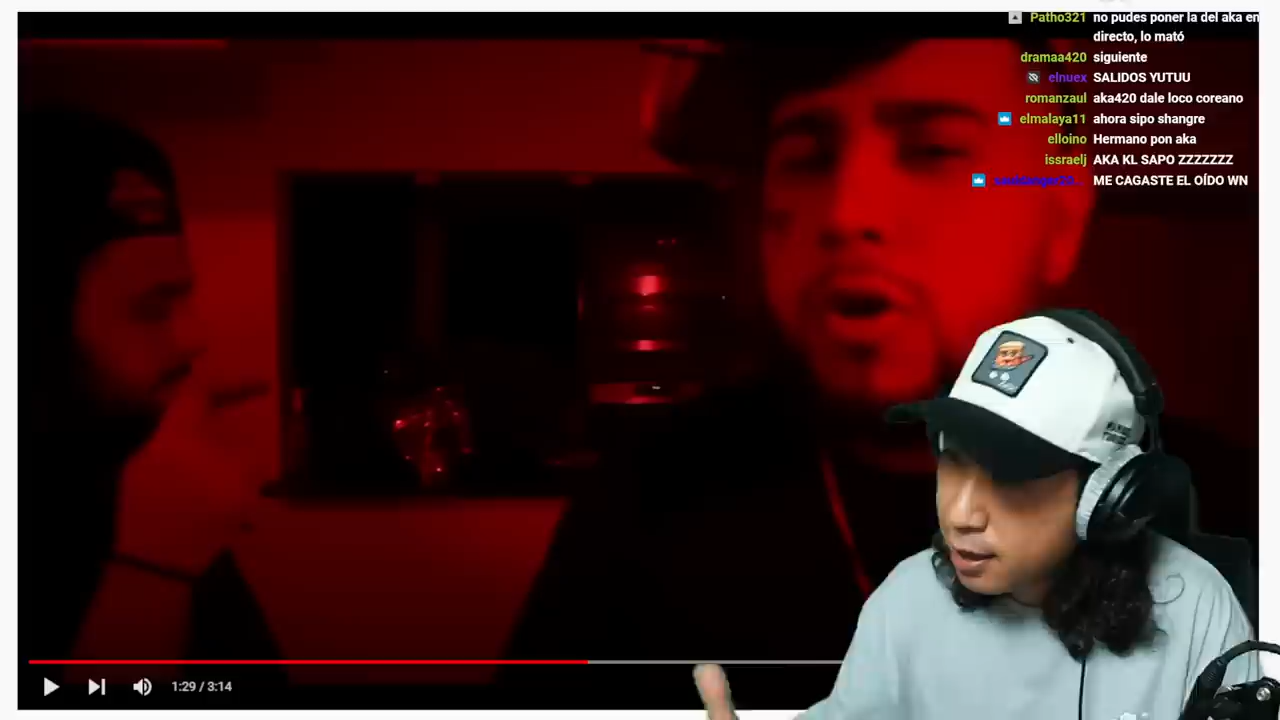 Patho321 no pudes poner la del aka en
directo, lo mató
dramaa420 siguiente
elnuex SALIDOS YUTUU
romanzaul aka420 dale loco coreano
elmalaya11 ahora sipo shangre
elloino Hermano pon aka
issraelj AKA KL SAPO ZZZZZZZ
ME CAGASTE EL OÍDO WN
1:29 / 3:14